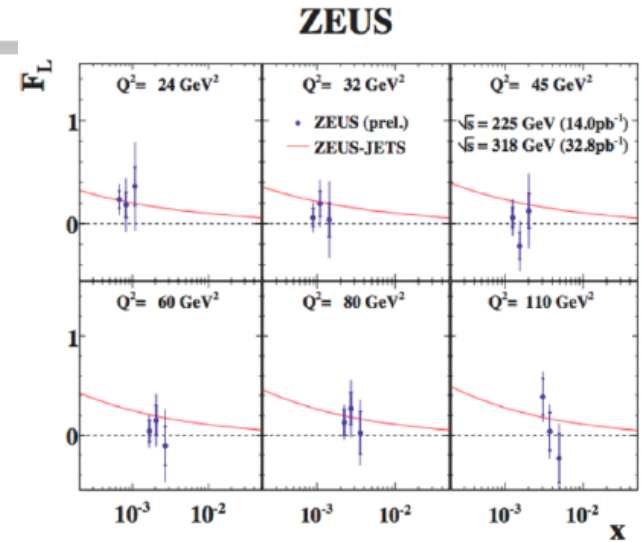 ZEUS
F_L
Q²= 24 GeV²
Q²= 32 GeV²
Q²= 45 GeV²
ZEUS (prel.)
ZEUS-JETS
√s = 225 GeV (14.0pb⁻¹)
√s = 318 GeV (32.8pb⁻¹)
1
0
Q²= 60 GeV²
Q²= 80 GeV²
Q²= 110 GeV²
1
0
10⁻³ 10⁻² 10⁻³ 10⁻² 10⁻³ 10⁻²
x